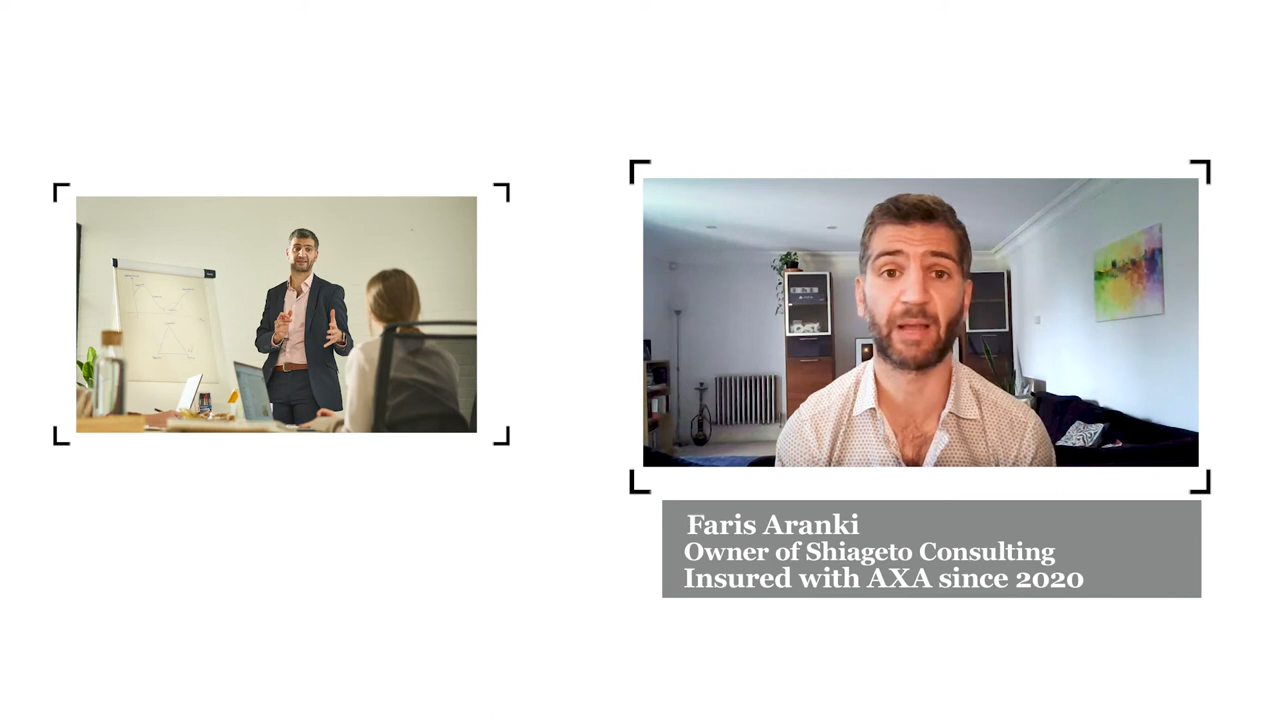 Faris Aranki
Owner of Shiageto Consulting
Insured with AXA since 2020